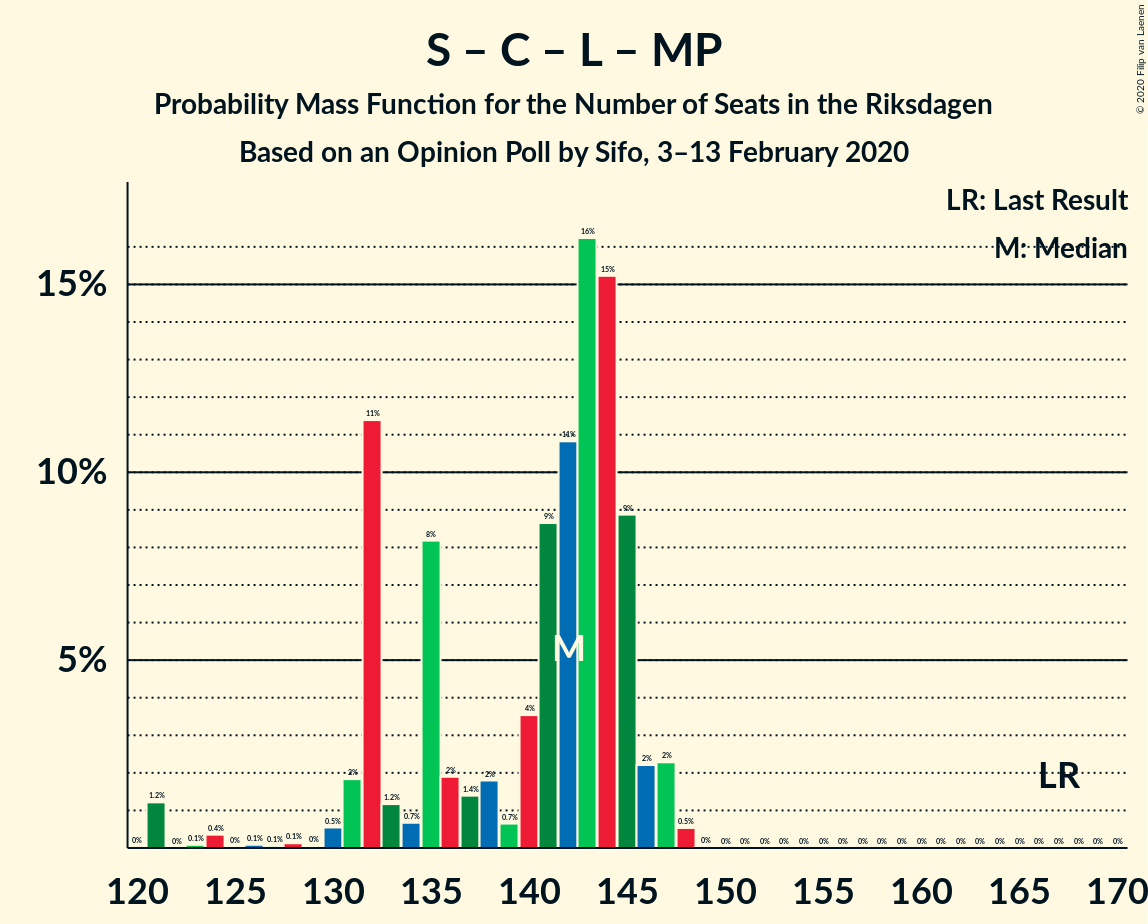 © 2020 Filip van Laenen
S – C – L – MP
Probability Mass Function for the Number of Seats in the Riksdagen
Based on an Opinion Poll by Sifo, 3–13 February 2020
LR: Last Result
M: Median
15%
10%
5%
0% 1.2% 0% 0.1% 0.4% 0% 0.1% 0.1% 0.1% 0% 0.5% 2% 11% 1.2% 0.7% 8% 2% 1.4% 2% 0.7% 4% 9% 11% 16% 15% 9% 2% 2% 0.5% 0% 0% 0% 0% 0% 0% 0% 0% 0% 0% 0% 0% 0% 0% 0% 0% 0% 0% 0% 0% 0% 0%
M
LR
120 125 130 135 140 145 150 155 160 165 170